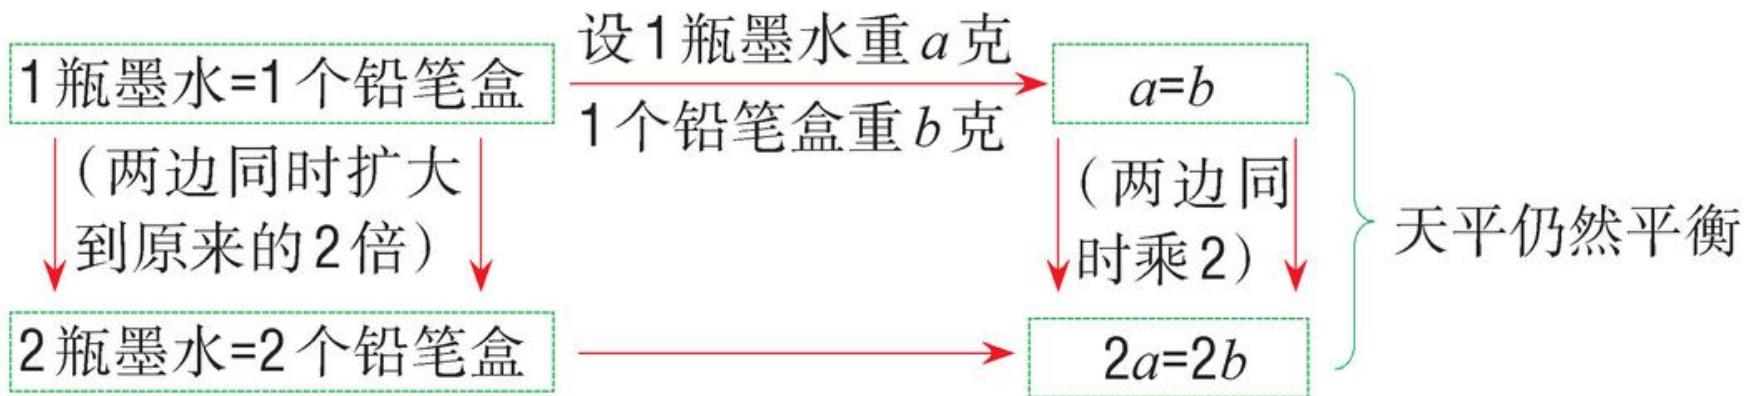 1瓶墨水=1个铅笔盒
设1瓶墨水重a克
1个铅笔盒重b克
a=b
(两边同时扩大
到原来的2倍)
(两边同
时乘2)
天平仍然平衡
2瓶墨水=2个铅笔盒
2a=2b